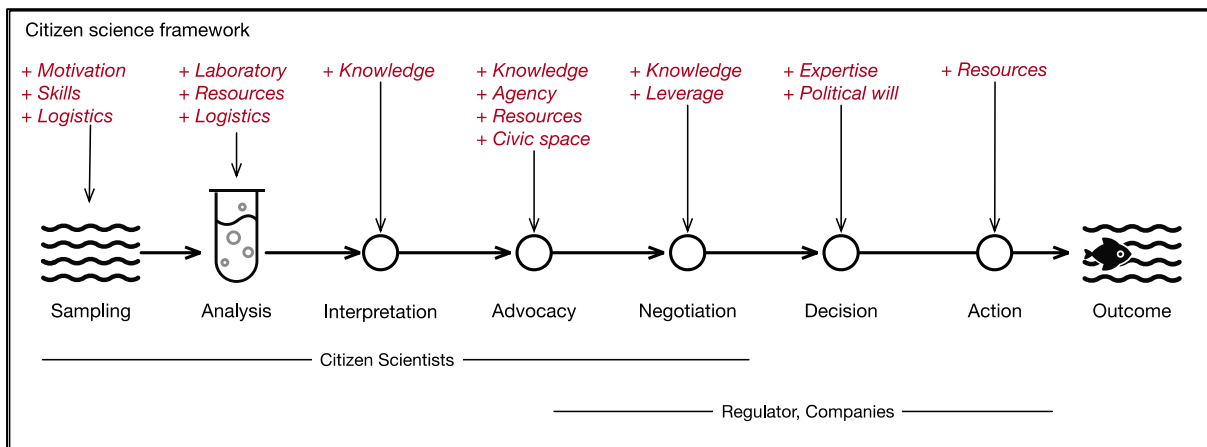 Citizen science framework
+ Motivation
+ Skills
+ Logistics
+ Laboratory
+ Resources
+ Logistics
+ Knowledge
+ Knowledge
+ Agency
+ Resources
+ Civic space
+ Knowledge
+ Leverage
+ Expertise
+ Political will
+ Resources
Sampling
Analysis
Interpretation
Advocacy
Negotiation
Decision
Action
Outcome
Citizen Scientists
Regulator, Companies